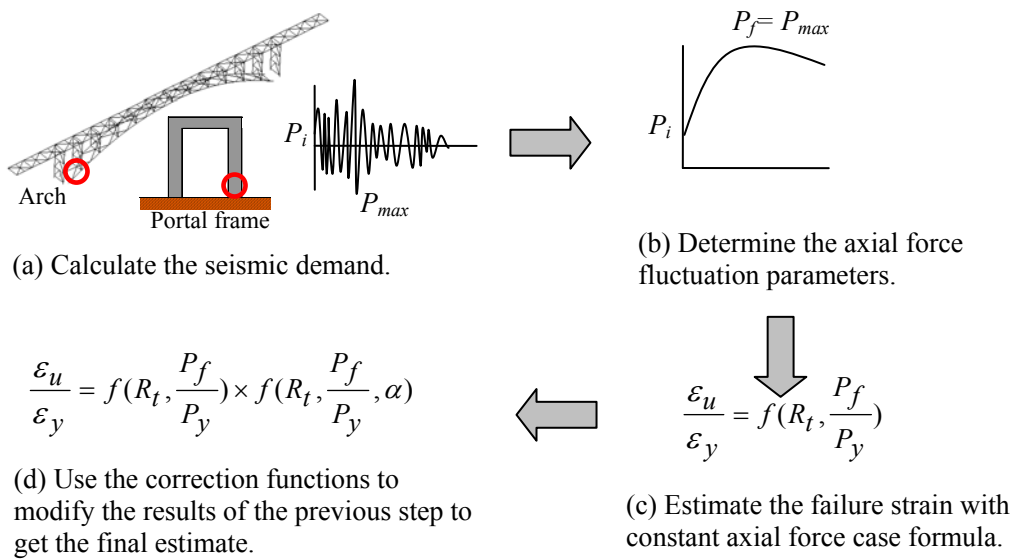 P_i
P_max
Arch
Portal frame
(a) Calculate the seismic demand.
P_f= P_max
P_i
(b) Determine the axial force
fluctuation parameters.
ε_u/ε_y = f(R_t, P_f/P_y)
(c) Estimate the failure strain with
constant axial force case formula.
ε_u/ε_y = f(R_t, P_f/P_y) × f(R_t, P_f/P_y, α)
(d) Use the correction functions to
modify the results of the previous step to
get the final estimate.